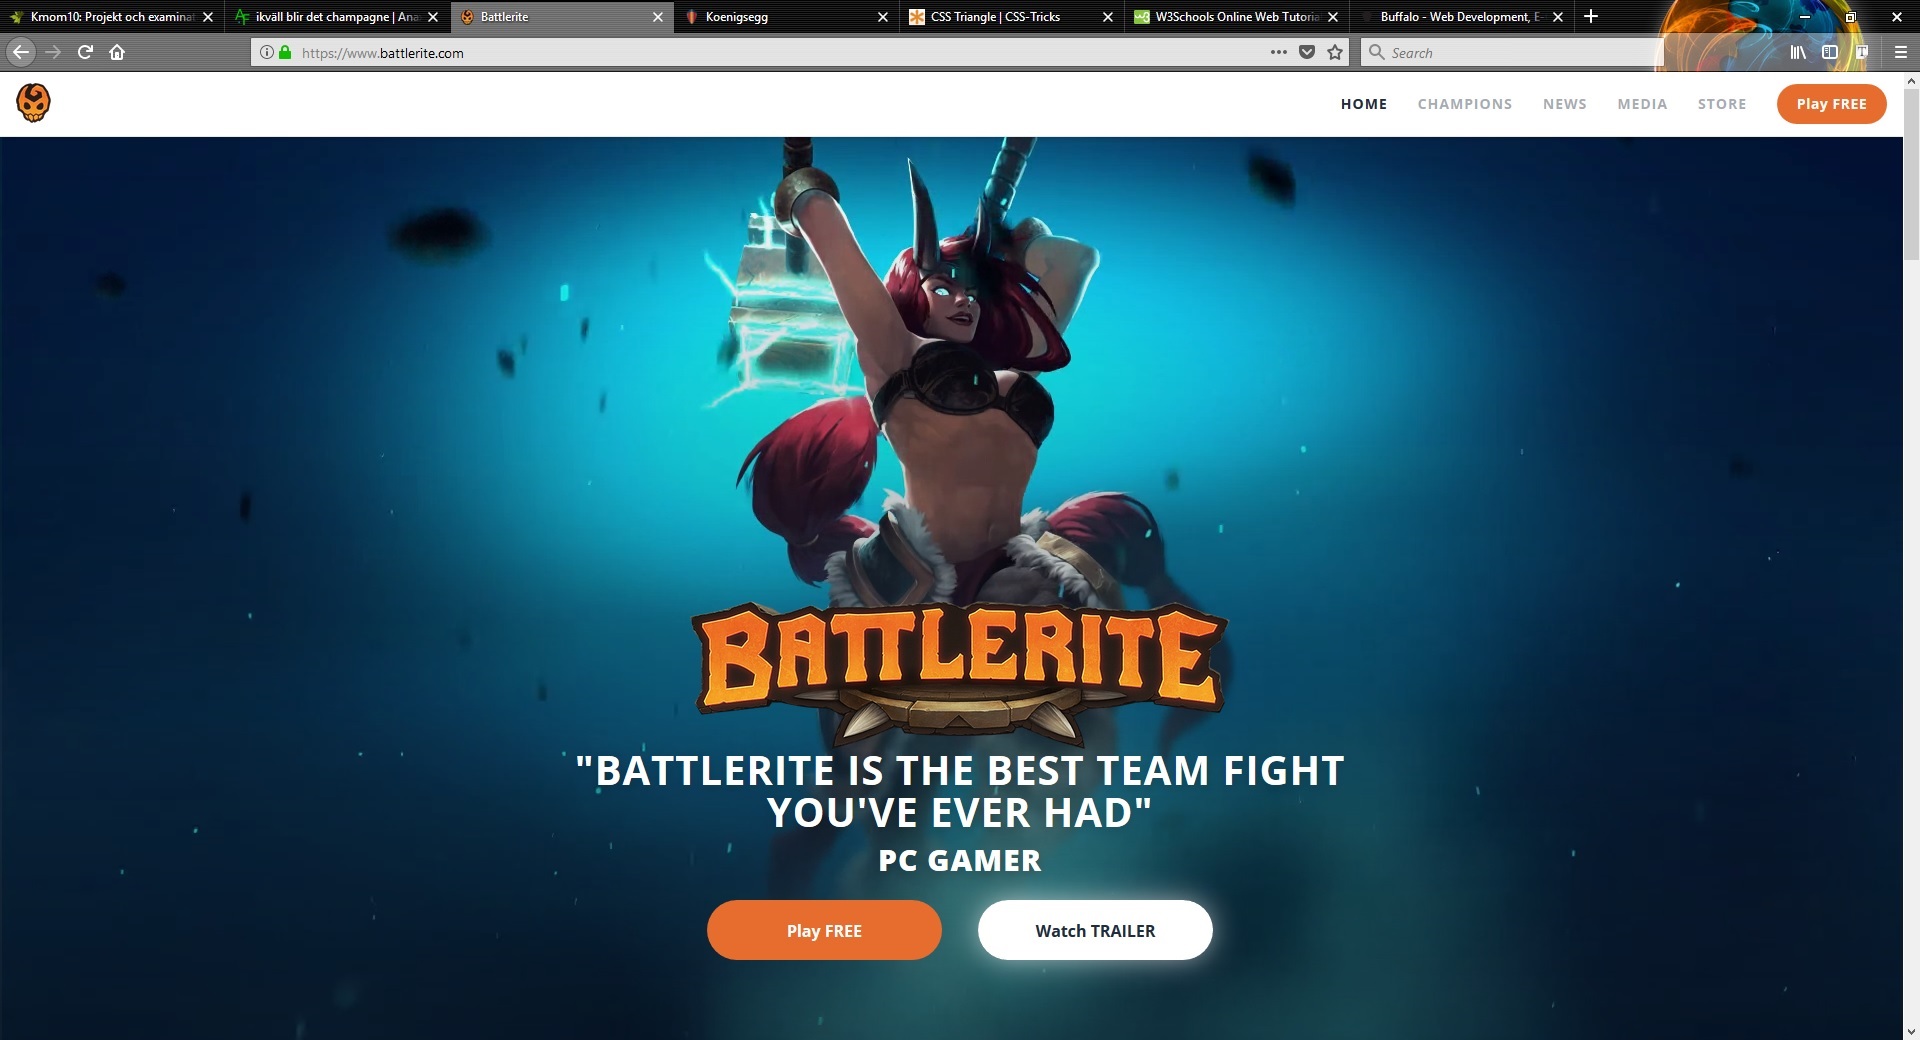 Kmom10: Projekt och examinat
ikväll blir det champagne | Ana
Battlerite
Koenigsegg
CSS Triangle | CSS-Tricks
W3Schools Online Web Tutoria
Buffalo - Web Development, E-
https://www.battlerite.com
Search
HOME CHAMPIONS NEWS MEDIA STORE Play FREE
BATTLERITE
"BATTLERITE IS THE BEST TEAM FIGHT
YOU'VE EVER HAD"
PC GAMER
Play FREE Watch TRAILER